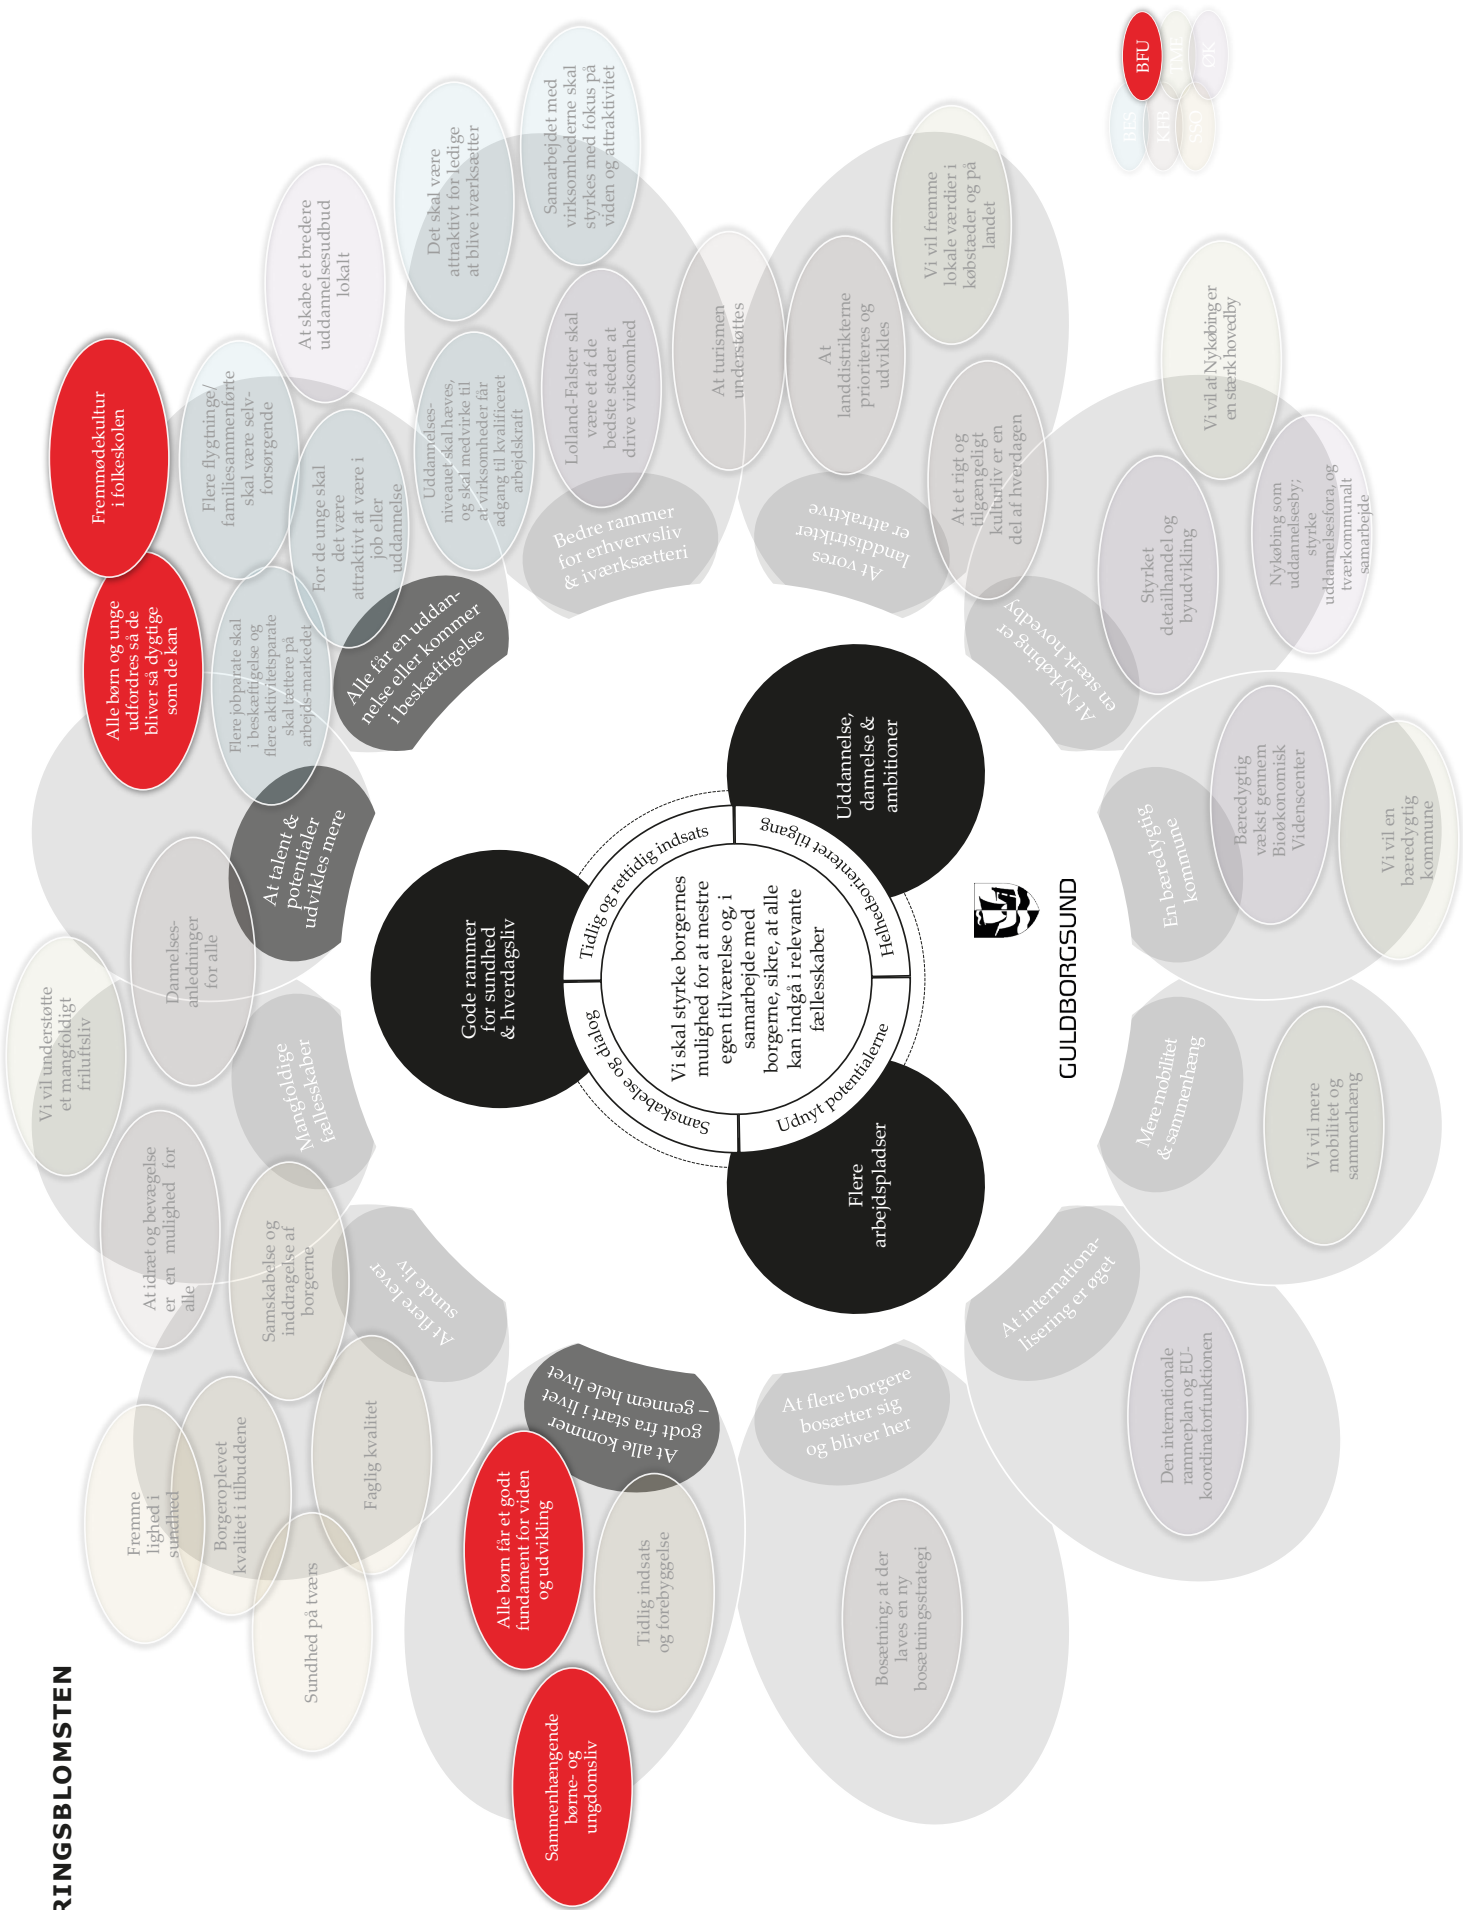 RINGSBLOMSTEN
Vi skal styrke borgernes
mulighed for at mestre
egen tilværelse og, i
samarbejde med
borgerne, sikre, at alle
kan indgå i relevante
fællesskaber
Samskabelse og dialog
Tidlig og rettidig indsats
Helhedsorienteret tilgang
Udnyt potentialerne
Gode rammer
for sundhed
& hverdagsliv
Uddannelse,
dannelse &
ambitioner
Flere
arbejdspladser
GULDBORGSUND
At alle kommer
godt fra start i livet
– gennem hele livet
Alle børn får et godt
fundament for viden
og udvikling
Sammenhængende
børne- og
ungdomsliv
Tidlig indsats
og forebyggelse
At flere lever
sunde liv
Fremme
lighed i
sundhed
Borgeroplevet
kvalitet i tilbuddene
Sundhed på tværs
Faglig kvalitet
Samskabelse og
inddragelse af
borgerne
Mangfoldige
fællesskaber
At idræt og bevægelse
er en mulighed for
alle
Vi vil understøtte
et mangfoldigt
friluftsliv
Dannelses-
anledninger
for alle
At talent &
potentialer
udvikles mere
Alle børn og unge
udfordres så de
bliver så dygtige
som de kan
Fremmødekultur
i folkeskolen
Alle får en uddan-
nelse eller kommer
i beskæftigelse
Flere jobparate skal
i beskæftigelse og
flere aktivitetsparate
skal tættere på
arbejds-markedet
Flere flygtninge/
familiesammenførte
skal være selv-
forsørgende
For de unge skal
det være
attraktivt at være i
job eller
uddannelse
At skabe et bredere
uddannelsesudbud
lokalt
Bedre rammer
for erhvervsliv
& iværksætteri
Uddannelses-
niveauet skal hæves,
og skal medvirke til
at virksomheder får
adgang til kvalificeret
arbejdskraft
Det skal være
attraktivt for ledige
at blive iværksætter
Samarbejdet med
virksomhederne skal
styrkes med fokus på
viden og attraktivitet
Lolland-Falster skal
være et af de
bedste steder at
drive virksomhed
At turismen
understøttes
At vores
landdistrikter
er attraktive
At
landdistrikterne
prioriteres og
udvikles
Vi vil fremme
lokale værdier i
købstæder og på
landet
At et rigt og
tilgængeligt
kulturliv er en
del af hverdagen
At Nykøbing er
en stærk hovedby
Styrket
detailhandel og
byudvikling
Vi vil at Nykøbing er
en stærk hovedby
Nykøbing som
uddannelsesby;
styrke
uddannelsesfora, og
tværkommunalt
samarbejde
En bæredygtig
kommune
Bæredygtig
vækst gennem
Bioøkonomisk
Videnscenter
Vi vil en
bæredygtig
kommune
Mere mobilitet
& sammenhæng
Vi vil mere
mobilitet og
sammenhæng
At internationa-
lisering er øget
Den internationale
rammeplan og EU-
koordinatorfunktionen
At flere borgere
bosætter sig
og bliver her
Bosætning; at der
laves en ny
bosætningsstrategi
BES
BFU
KFB
TME
SSO
ØK